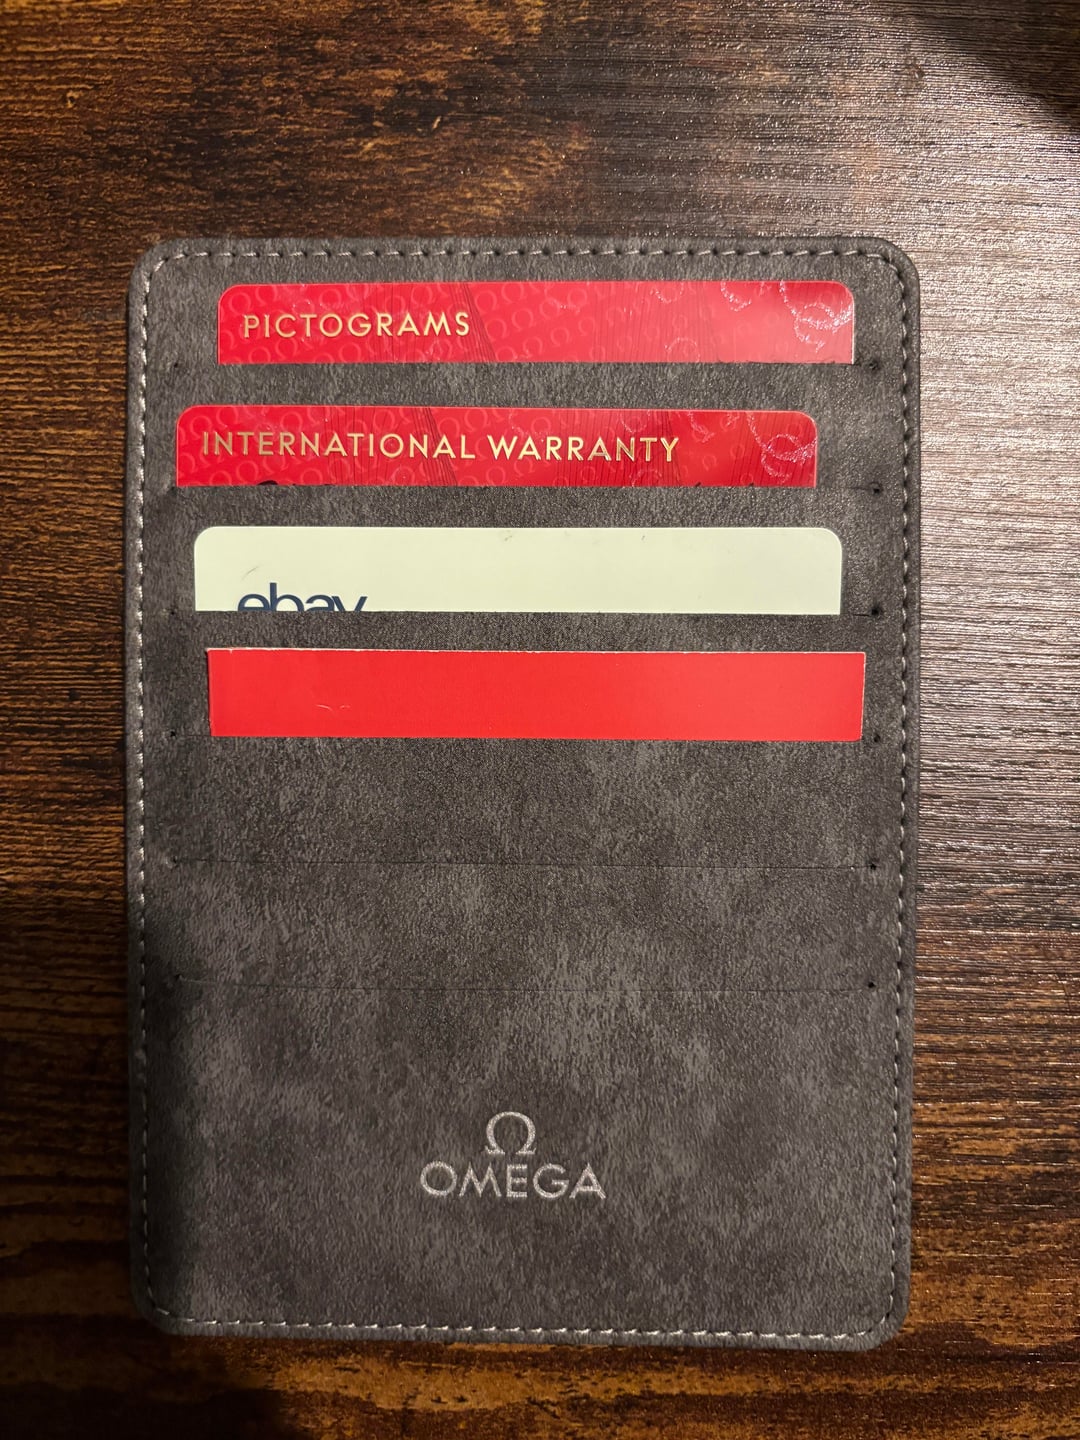 PICTOGRAMS
INTERNATIONAL WARRANTY
ebay
Ω
OMEGA